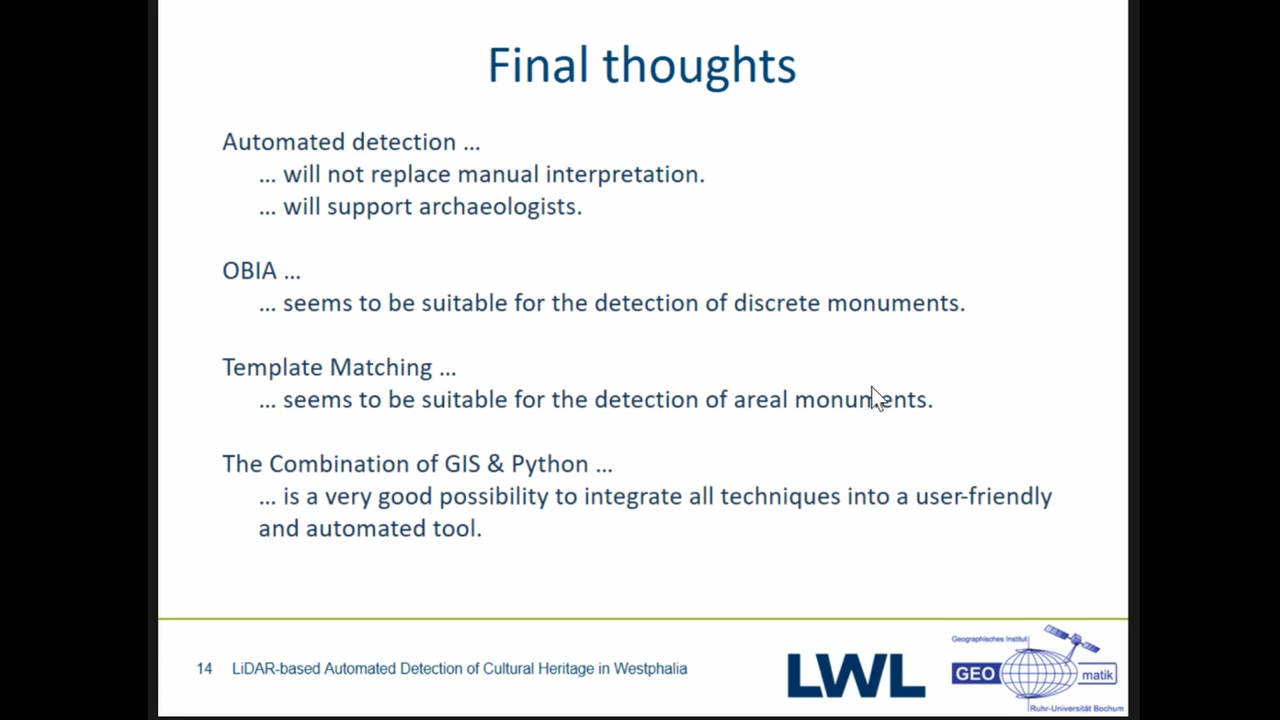 Final thoughts
Automated detection ...
... will not replace manual interpretation.
... will support archaeologists.
OBIA ...
... seems to be suitable for the detection of discrete monuments.
Template Matching ...
... seems to be suitable for the detection of areal monuments.
The Combination of GIS & Python ...
... is a very good possibility to integrate all techniques into a user-friendly
and automated tool.
14 LiDAR-based Automated Detection of Cultural Heritage in Westphalia
LWL
Geographisches Institut
GEO matik
Ruhr-Universität Bochum